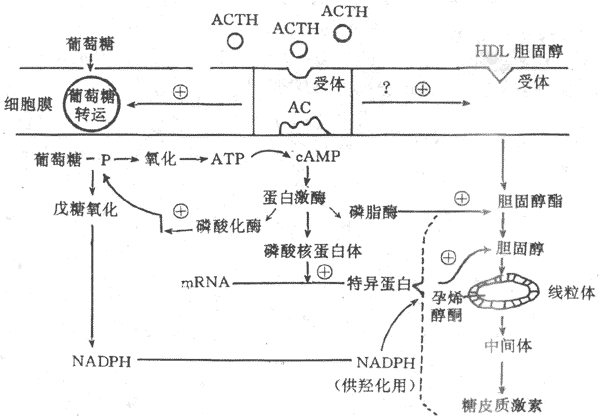 ACTH
ACTH
ACTH
葡萄糖
HDL 胆固醇
受体
受体
细胞膜
葡萄糖
转运
⊕
AC
? ⊕
葡萄糖－P
氧化
ATP
cAMP
戊糖氧化
⊕
磷酸化酶
蛋白激酶
磷脂酶
⊕
胆固醇酯
磷酸核蛋白体
⊕
胆固醇
mRNA
⊕
特异蛋白
孕烯
醇酮
线粒体
中间体
NADPH
NADPH
(供羟化用)
糖皮质激素